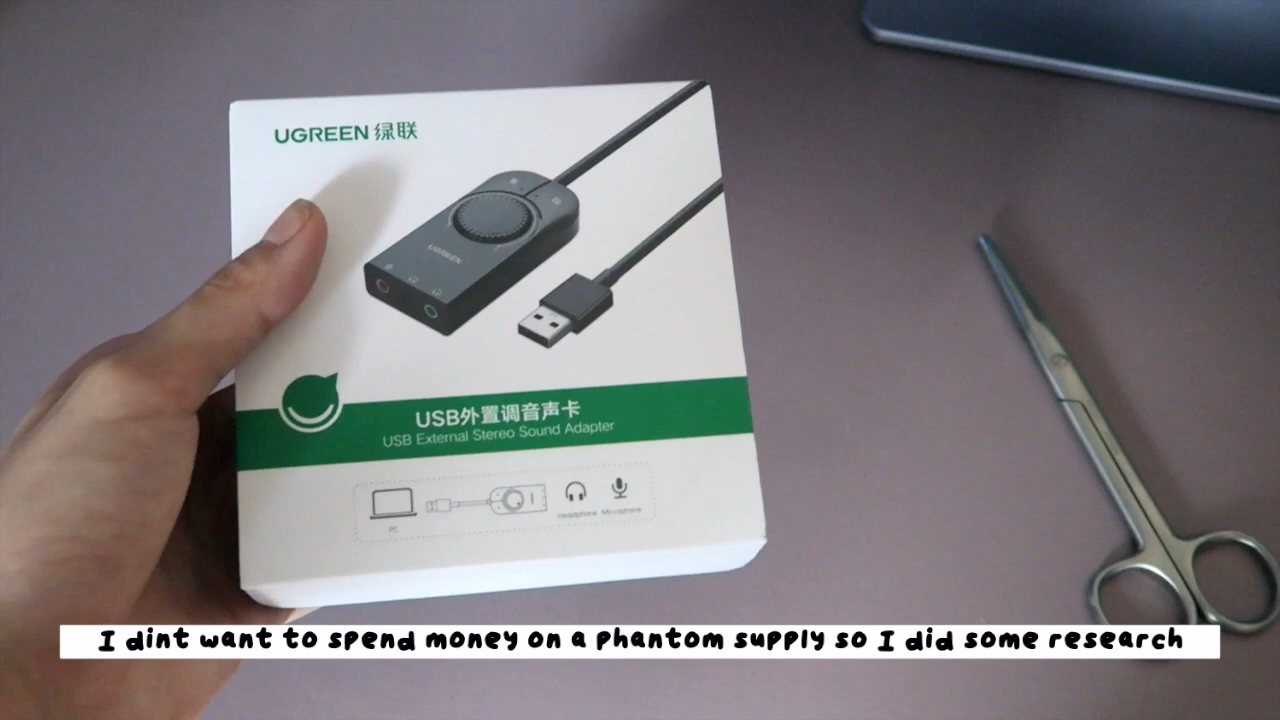 UGREEN 绿联
UGREEN
USB外置调音声卡
USB External Stereo Sound Adapter
PC
Headphone Microphone
I dint want to spend money on a phantom supply so I did some research